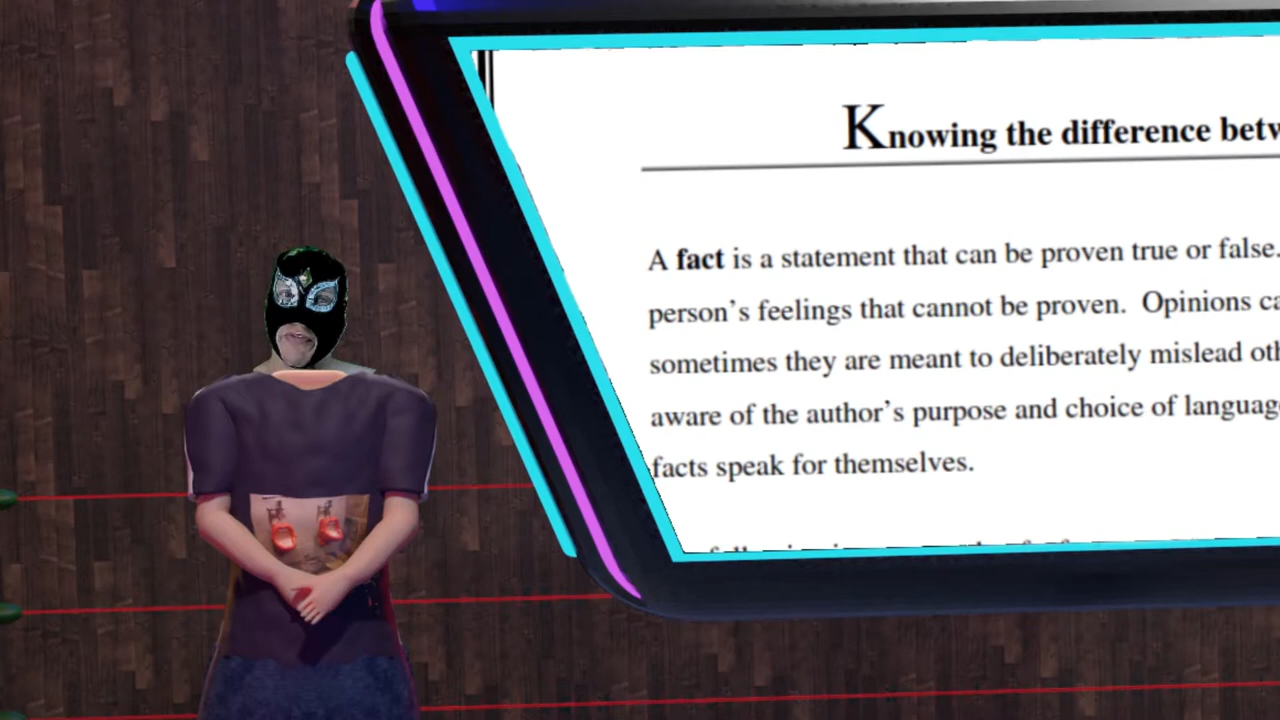 Knowing the difference betw
A fact is a statement that can be proven true or false.
person's feelings that cannot be proven.  Opinions ca
sometimes they are meant to deliberately mislead oth
aware of the author's purpose and choice of languag
facts speak for themselves.